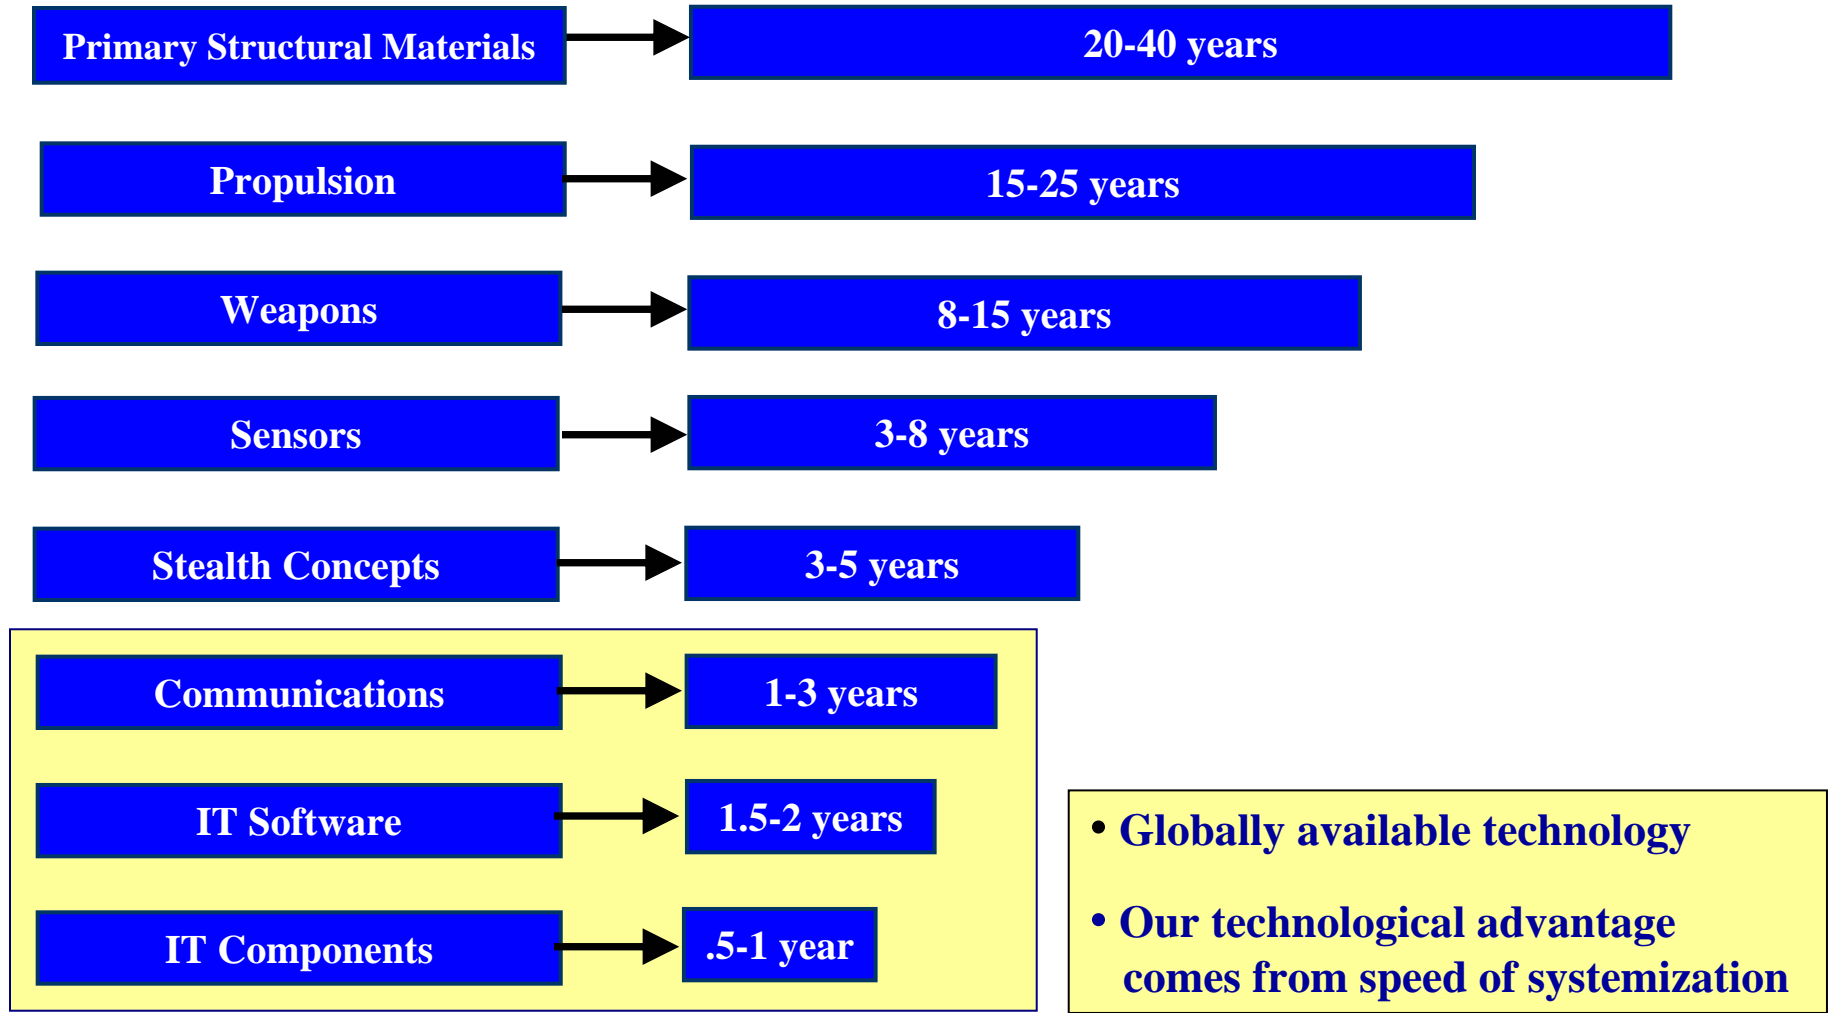 Primary Structural Materials
20-40 years
Propulsion
15-25 years
Weapons
8-15 years
Sensors
3-8 years
Stealth Concepts
3-5 years
Communications
1-3 years
IT Software
1.5-2 years
IT Components
.5-1 year
• Globally available technology
• Our technological advantage
comes from speed of systemization